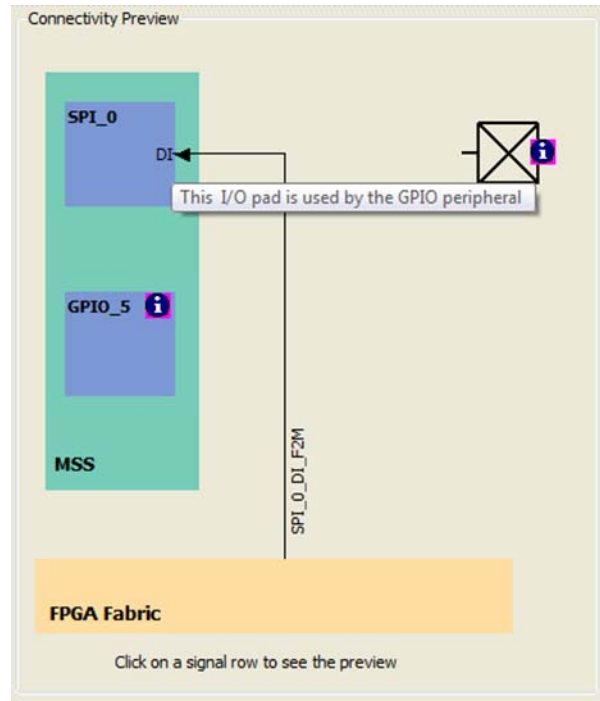 Connectivity Preview
SPI_0
DI
This I/O pad is used by the GPIO peripheral
GPIO_5
i
i
SPI_0_DI_F2M
MSS
FPGA Fabric
Click on a signal row to see the preview